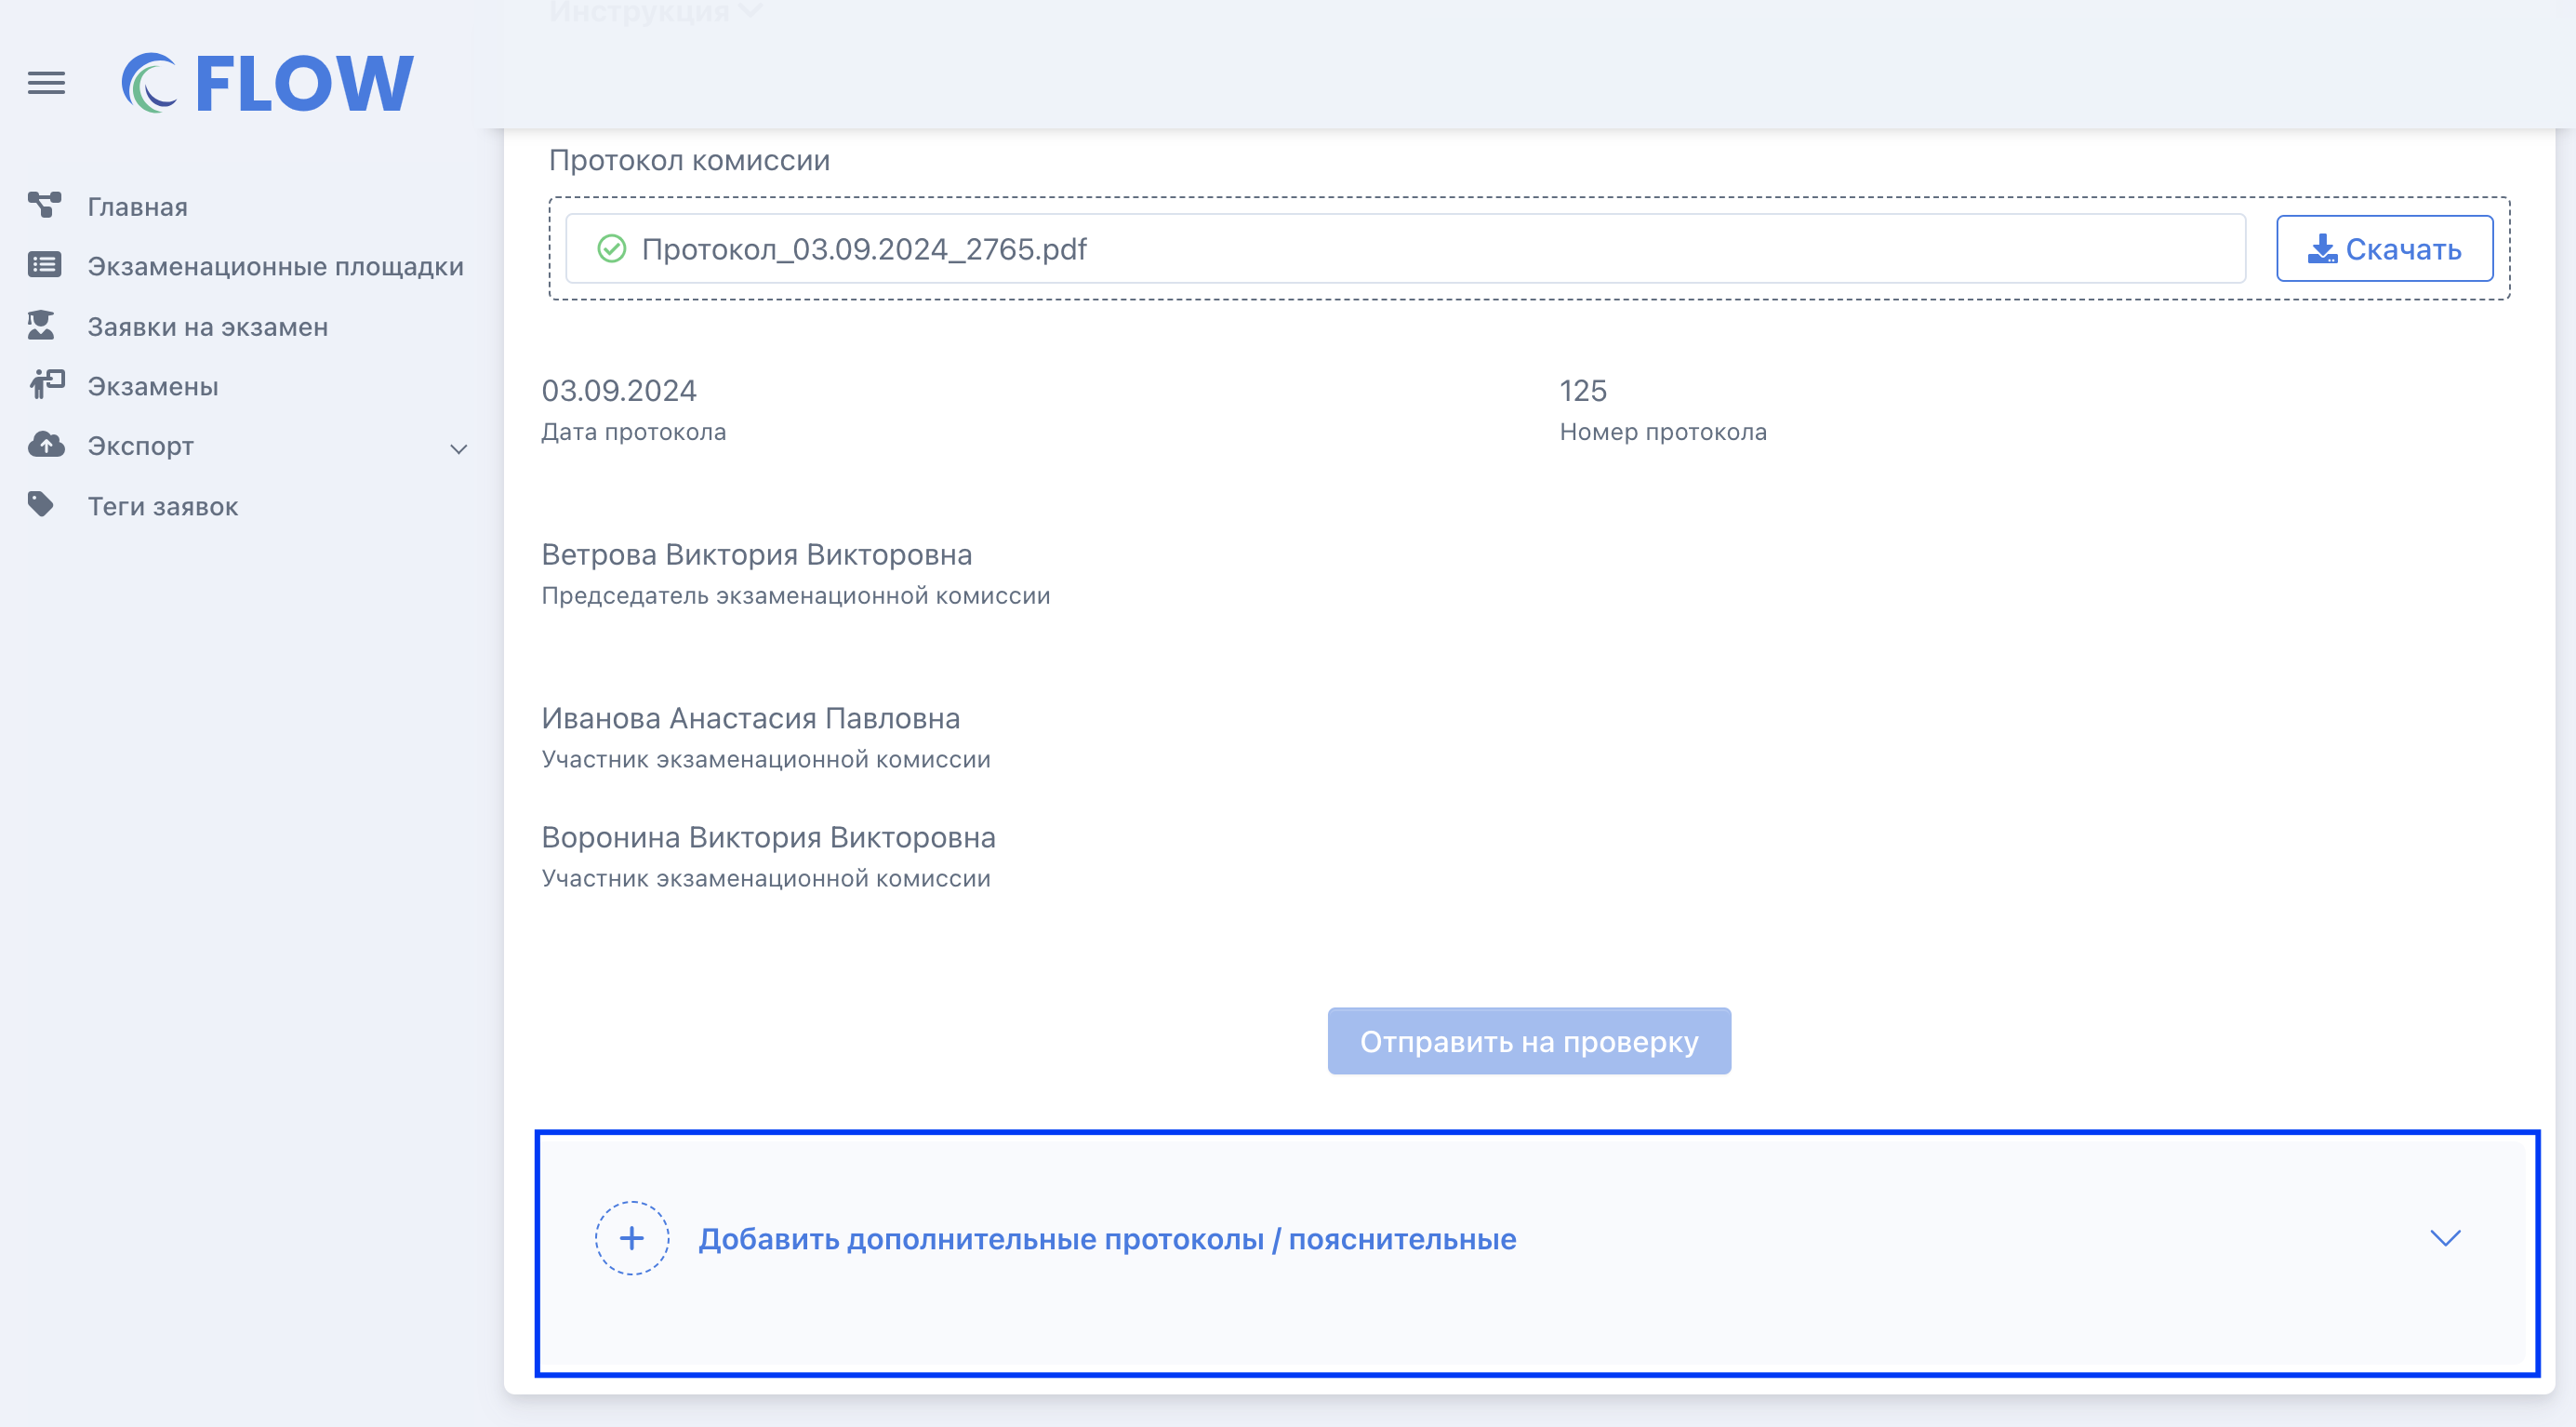 Инструкция
FLOW
Главная
Экзаменационные площадки
Заявки на экзамен
Экзамены
Экспорт
Теги заявок
Протокол комиссии
Протокол_03.09.2024_2765.pdf
Скачать
03.09.2024
Дата протокола
125
Номер протокола
Ветрова Виктория Викторовна
Председатель экзаменационной комиссии
Иванова Анастасия Павловна
Участник экзаменационной комиссии
Воронина Виктория Викторовна
Участник экзаменационной комиссии
Отправить на проверку
Добавить дополнительные протоколы / пояснительные